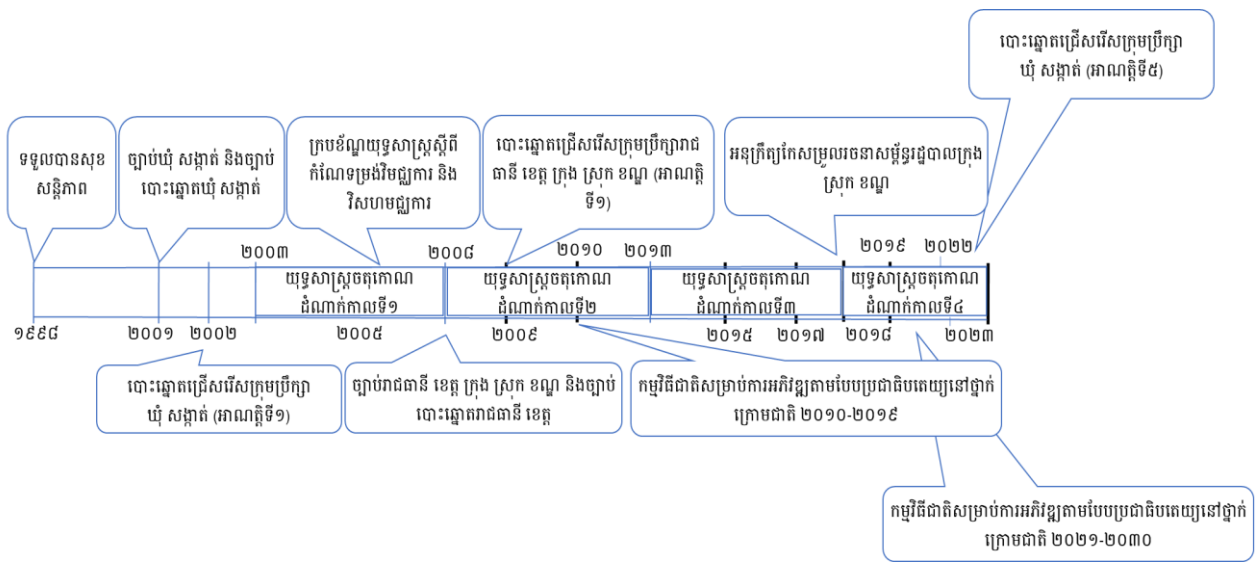 បោះឆ្នោតជ្រើសរើសក្រុមប្រឹក្សា
ឃុំ សង្កាត់ (អាណត្តិទី៥)
ទទួលបានសុខ
សន្តិភាព
ច្បាប់ឃុំ សង្កាត់ និងច្បាប់
បោះឆ្នោតឃុំ សង្កាត់
ក្របខ័ណ្ឌយុទ្ធសាស្ត្រស្តីពី
កំណែទម្រង់វិមជ្ឈការ និង
វិសហមជ្ឈការ
បោះឆ្នោតជ្រើសរើសក្រុមប្រឹក្សារាជ
ធានី ខេត្ត ក្រុង ស្រុក ខណ្ឌ (អាណត្តិ
ទី១)
អនុក្រឹត្យកែសម្រួលរចនាសម្ព័ន្ធរដ្ឋបាលក្រុង
ស្រុក ខណ្ឌ
២០០៣ ២០០៨ ២០១០ ២០១៣ ២០១៩ ២០២២
យុទ្ធសាស្ត្រចតុកោណ
ដំណាក់កាលទី១
យុទ្ធសាស្ត្រចតុកោណ
ដំណាក់កាលទី២
យុទ្ធសាស្ត្រចតុកោណ
ដំណាក់កាលទី៣
យុទ្ធសាស្ត្រចតុកោណ
ដំណាក់កាលទី៤
១៩៩៨ ២០០១ ២០០២ ២០០៥ ២០០៩ ២០១៥ ២០១៧ ២០១៨ ២០២៣
បោះឆ្នោតជ្រើសរើសក្រុមប្រឹក្សា
ឃុំ សង្កាត់ (អាណត្តិទី១)
ច្បាប់រាជធានី ខេត្ត ក្រុង ស្រុក ខណ្ឌ និងច្បាប់
បោះឆ្នោតរាជធានី ខេត្ត
កម្មវិធីជាតិសម្រាប់ការអភិវឌ្ឍតាមបែបប្រជាធិបតេយ្យនៅថ្នាក់
ក្រោមជាតិ ២០១០-២០១៩
កម្មវិធីជាតិសម្រាប់ការអភិវឌ្ឍតាមបែបប្រជាធិបតេយ្យនៅថ្នាក់
ក្រោមជាតិ ២០២១-២០៣០